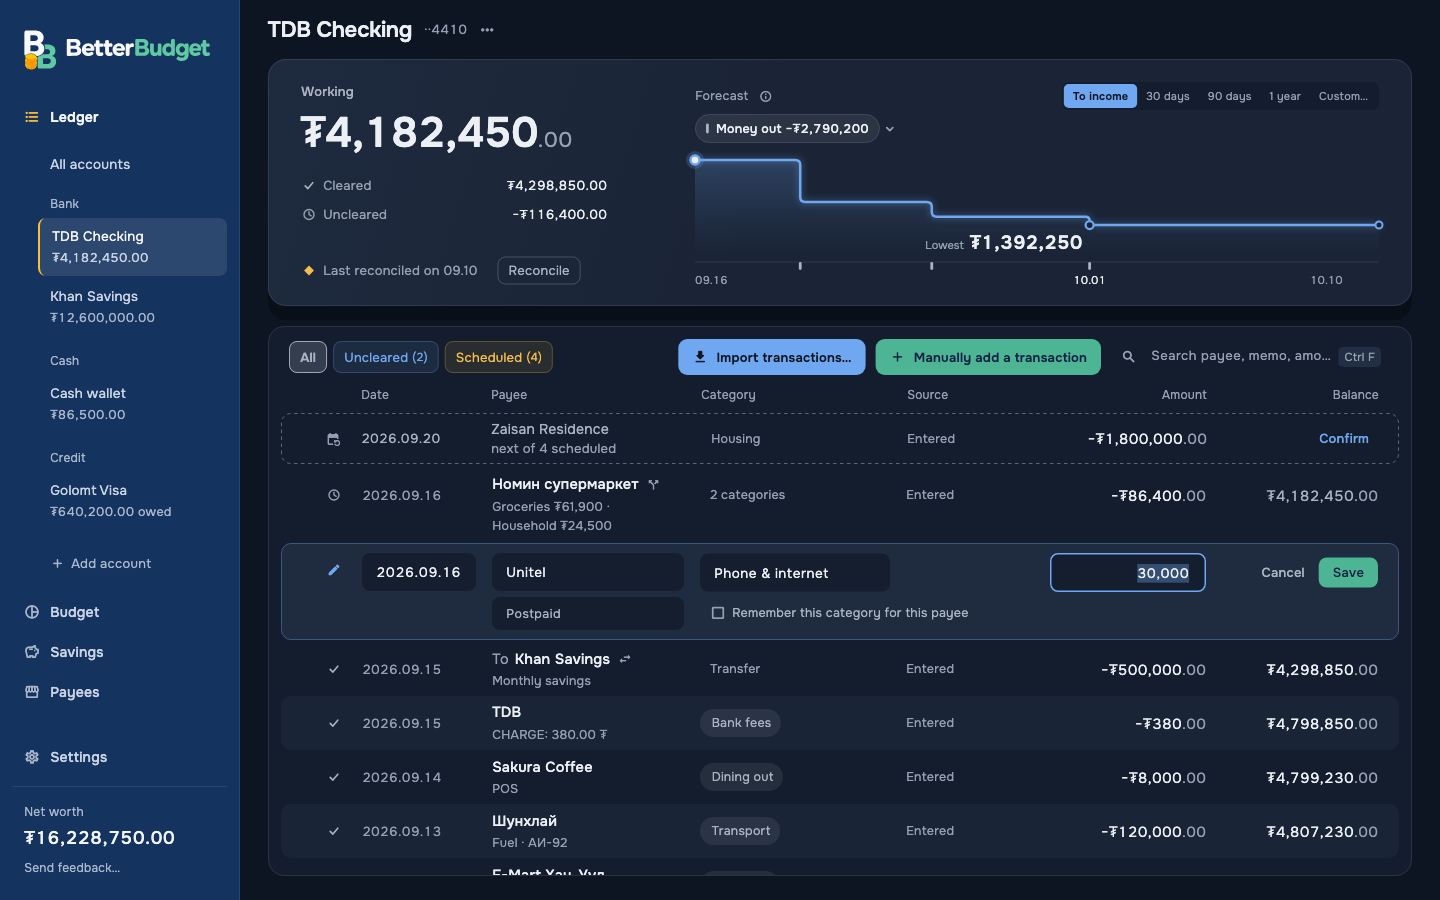 BetterBudget
Ledger
All accounts
Bank
TDB Checking
₮4,182,450.00
Khan Savings
₮12,600,000.00
Cash
Cash wallet
₮86,500.00
Credit
Golomt Visa
₮640,200.00 owed
+ Add account
Budget
Savings
Payees
Settings
Net worth
₮16,228,750.00
Send feedback...
TDB Checking ··4410 •••
Working
₮4,182,450.00
Cleared ₮4,298,850.00
Uncleared -₮116,400.00
Last reconciled on 09.10 Reconcile
Forecast
To income 30 days 90 days 1 year Custom...
Money out -₮2,790,200
Lowest ₮1,392,250
09.16 10.01 10.10
All Uncleared (2) Scheduled (4) Import transactions... + Manually add a transaction Search payee, memo, amo... Ctrl F
Date Payee Category Source Amount Balance
2026.09.20 Zaisan Residence Housing Entered -₮1,800,000.00 Confirm
next of 4 scheduled
2026.09.16 Номин супермаркет 2 categories Entered -₮86,400.00 ₮4,182,450.00
Groceries ₮61,900 ·
Household ₮24,500
2026.09.16 Unitel Phone & internet 30,000 Cancel Save
Postpaid Remember this category for this payee
2026.09.15 To Khan Savings Transfer Entered -₮500,000.00 ₮4,298,850.00
Monthly savings
2026.09.15 TDB Bank fees Entered -₮380.00 ₮4,798,850.00
CHARGE: 380.00 ₮
2026.09.14 Sakura Coffee Dining out Entered -₮8,000.00 ₮4,799,230.00
POS
2026.09.13 Шунхлай Transport Entered -₮120,000.00 ₮4,807,230.00
Fuel · АИ-92